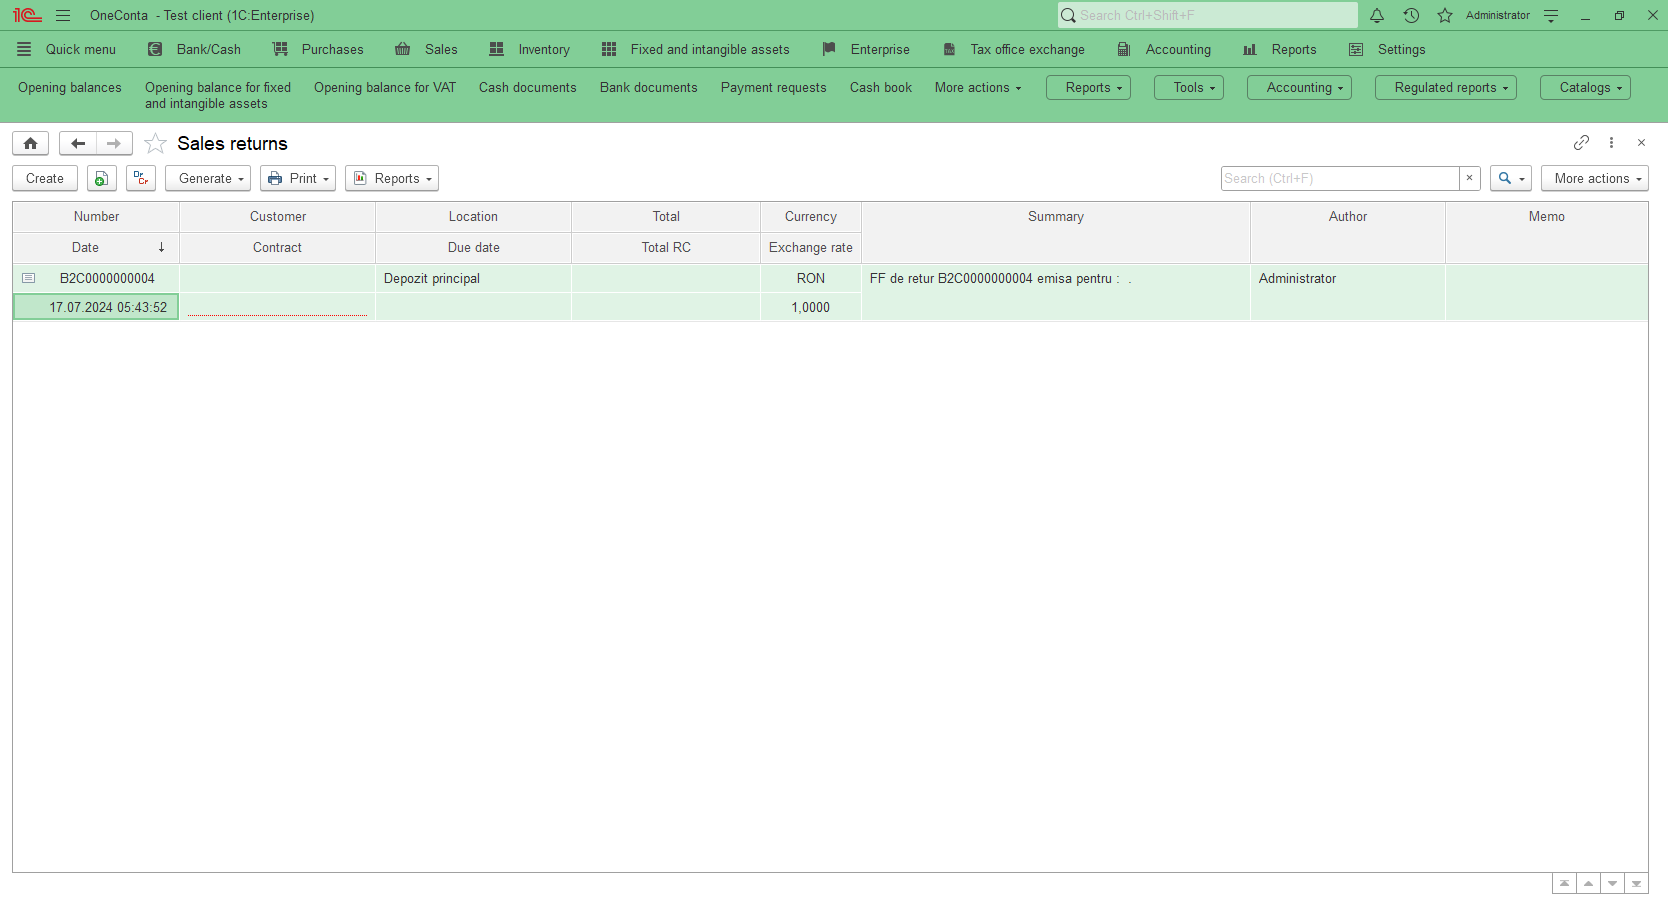 OneConta - Test client (1C:Enterprise)
Search Ctrl+Shift+F
Administrator
Quick menu
Bank/Cash
Purchases
Sales
Inventory
Fixed and intangible assets
Enterprise
Tax office exchange
Accounting
Reports
Settings
Opening balances
Opening balance for fixed
and intangible assets
Opening balance for VAT
Cash documents
Bank documents
Payment requests
Cash book
More actions
Reports
Tools
Accounting
Regulated reports
Catalogs
Sales returns
Create
Dr
Cr
Generate
Print
Reports
Search (Ctrl+F)
More actions
Number
Customer
Location
Total
Currency
Summary
Author
Memo
Date
Contract
Due date
Total RC
Exchange rate
B2C0000000004
Depozit principal
RON
FF de retur B2C0000000004 emisa pentru : .
Administrator
17.07.2024 05:43:52
1,0000